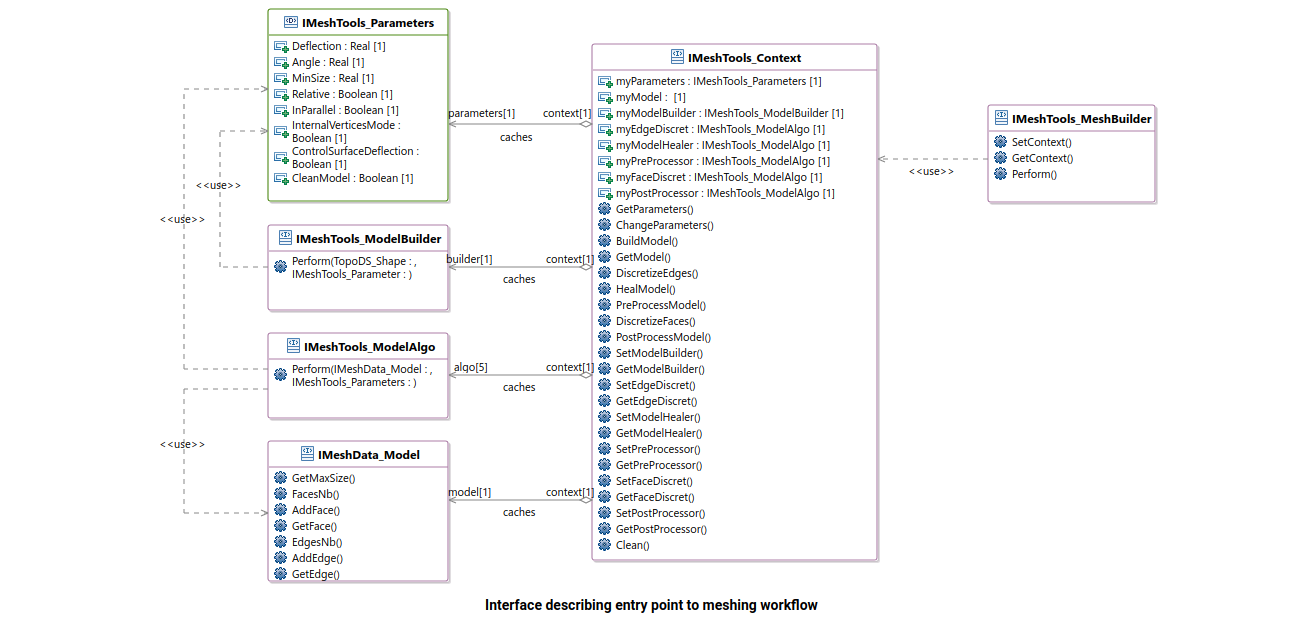 IMeshTools_Parameters
Deflection : Real [1]
Angle : Real [1]
MinSize : Real [1]
Relative : Boolean [1]
InParallel : Boolean [1]
InternalVerticesMode :
Boolean [1]
ControlSurfaceDeflection :
Boolean [1]
CleanModel : Boolean [1]
<<use>>
<<use>>
IMeshTools_ModelBuilder
Perform(TopoDS_Shape : ,
IMeshTools_Parameter : )
IMeshTools_ModelAlgo
Perform(IMeshData_Model : ,
IMeshTools_Parameters : )
<<use>>
IMeshData_Model
GetMaxSize()
FacesNb()
AddFace()
GetFace()
EdgesNb()
AddEdge()
GetEdge()
parameters[1] context[1]
caches
builder[1] context[1]
caches
algo[5] context[1]
caches
model[1] context[1]
caches
IMeshTools_Context
myParameters : IMeshTools_Parameters [1]
myModel : [1]
myModelBuilder : IMeshTools_ModelBuilder [1]
myEdgeDiscret : IMeshTools_ModelAlgo [1]
myModelHealer : IMeshTools_ModelAlgo [1]
myPreProcessor : IMeshTools_ModelAlgo [1]
myFaceDiscret : IMeshTools_ModelAlgo [1]
myPostProcessor : IMeshTools_ModelAlgo [1]
GetParameters()
ChangeParameters()
BuildModel()
GetModel()
DiscretizeEdges()
HealModel()
PreProcessModel()
DiscretizeFaces()
PostProcessModel()
SetModelBuilder()
GetModelBuilder()
SetEdgeDiscret()
GetEdgeDiscret()
SetModelHealer()
GetModelHealer()
SetPreProcessor()
GetPreProcessor()
SetFaceDiscret()
GetFaceDiscret()
SetPostProcessor()
GetPostProcessor()
Clean()
<<use>>
IMeshTools_MeshBuilder
SetContext()
GetContext()
Perform()
Interface describing entry point to meshing workflow